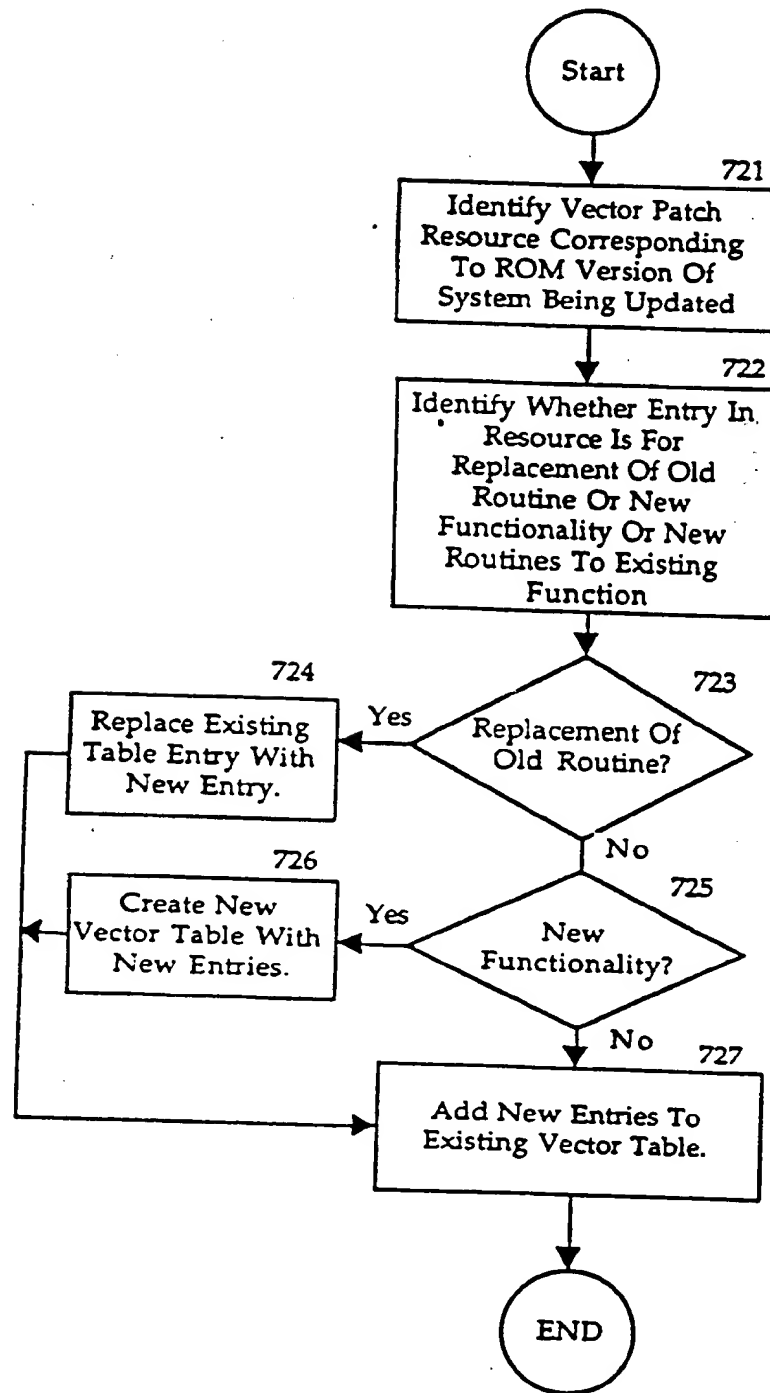 Start
721
Identify Vector Patch
Resource Corresponding
To ROM Version Of
System Being Updated
722
Identify Whether Entry In
Resource Is For
Replacement Of Old
Routine Or New
Functionality Or New
Routines To Existing
Function
723
Replacement Of
Old Routine?
Yes
724
Replace Existing
Table Entry With
New Entry.
No
725
New
Functionality?
Yes
726
Create New
Vector Table With
New Entries.
No
727
Add New Entries To
Existing Vector Table.
END